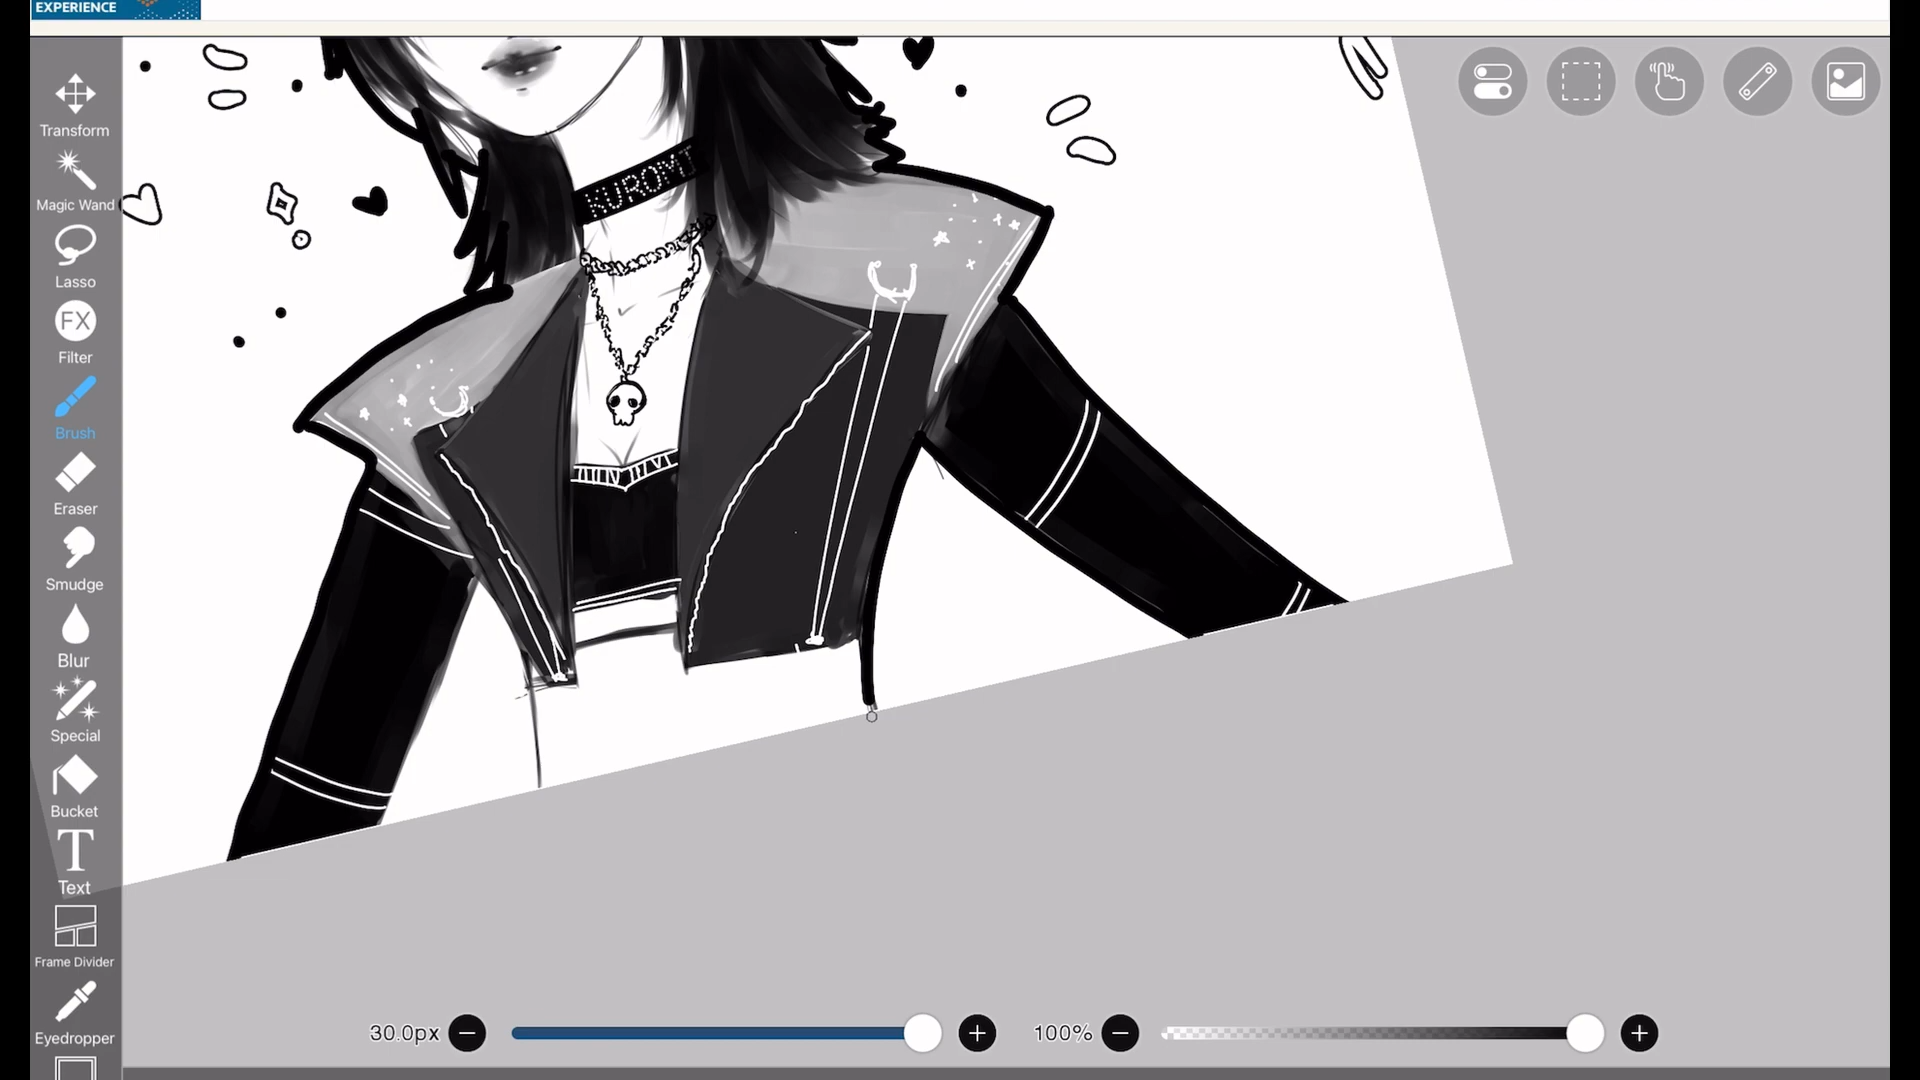 EXPERIENCE
Transform
Magic Wand
Lasso
FX
Filter
Brush
Eraser
Smudge
Blur
Special
Bucket
T
Text
Frame Divider
Eyedropper
KUROMI
30.0px
100%